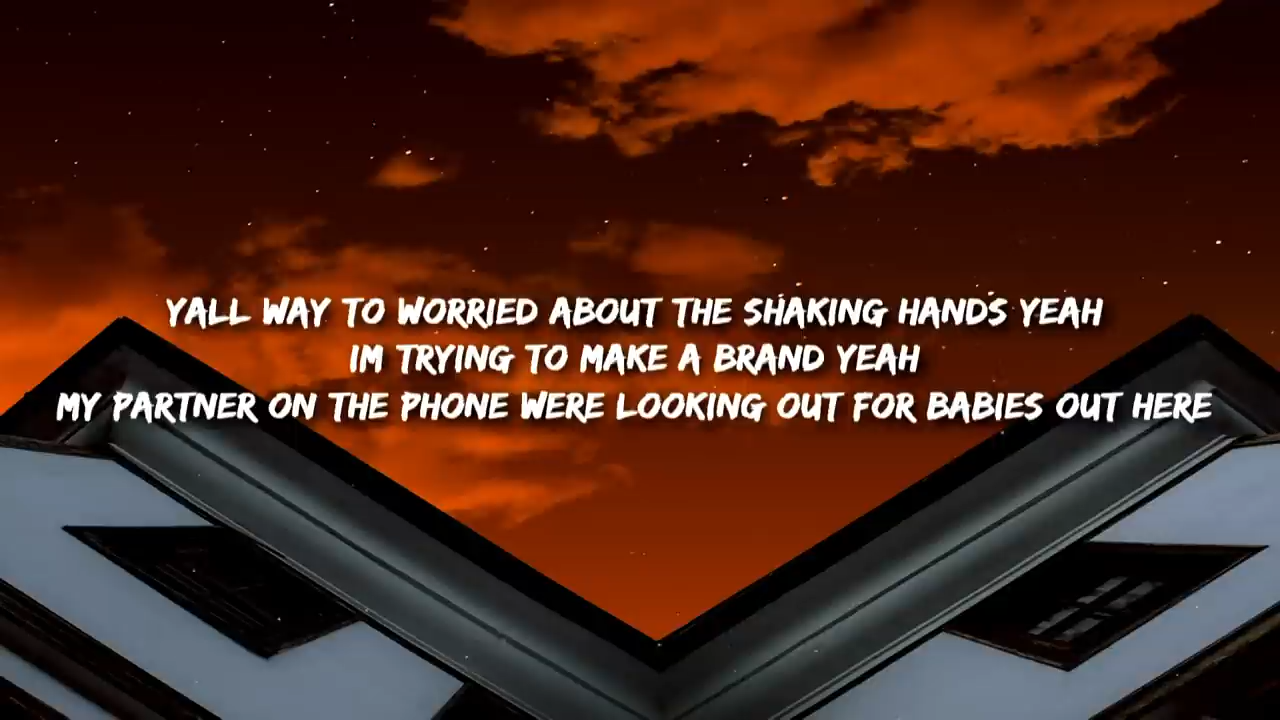 YALL WAY TO WORRIED ABOUT THE SHAKING HANDS YEAH
IM TRYING TO MAKE A BRAND YEAH
MY PARTNER ON THE PHONE WERE LOOKING OUT FOR BABIES OUT HERE